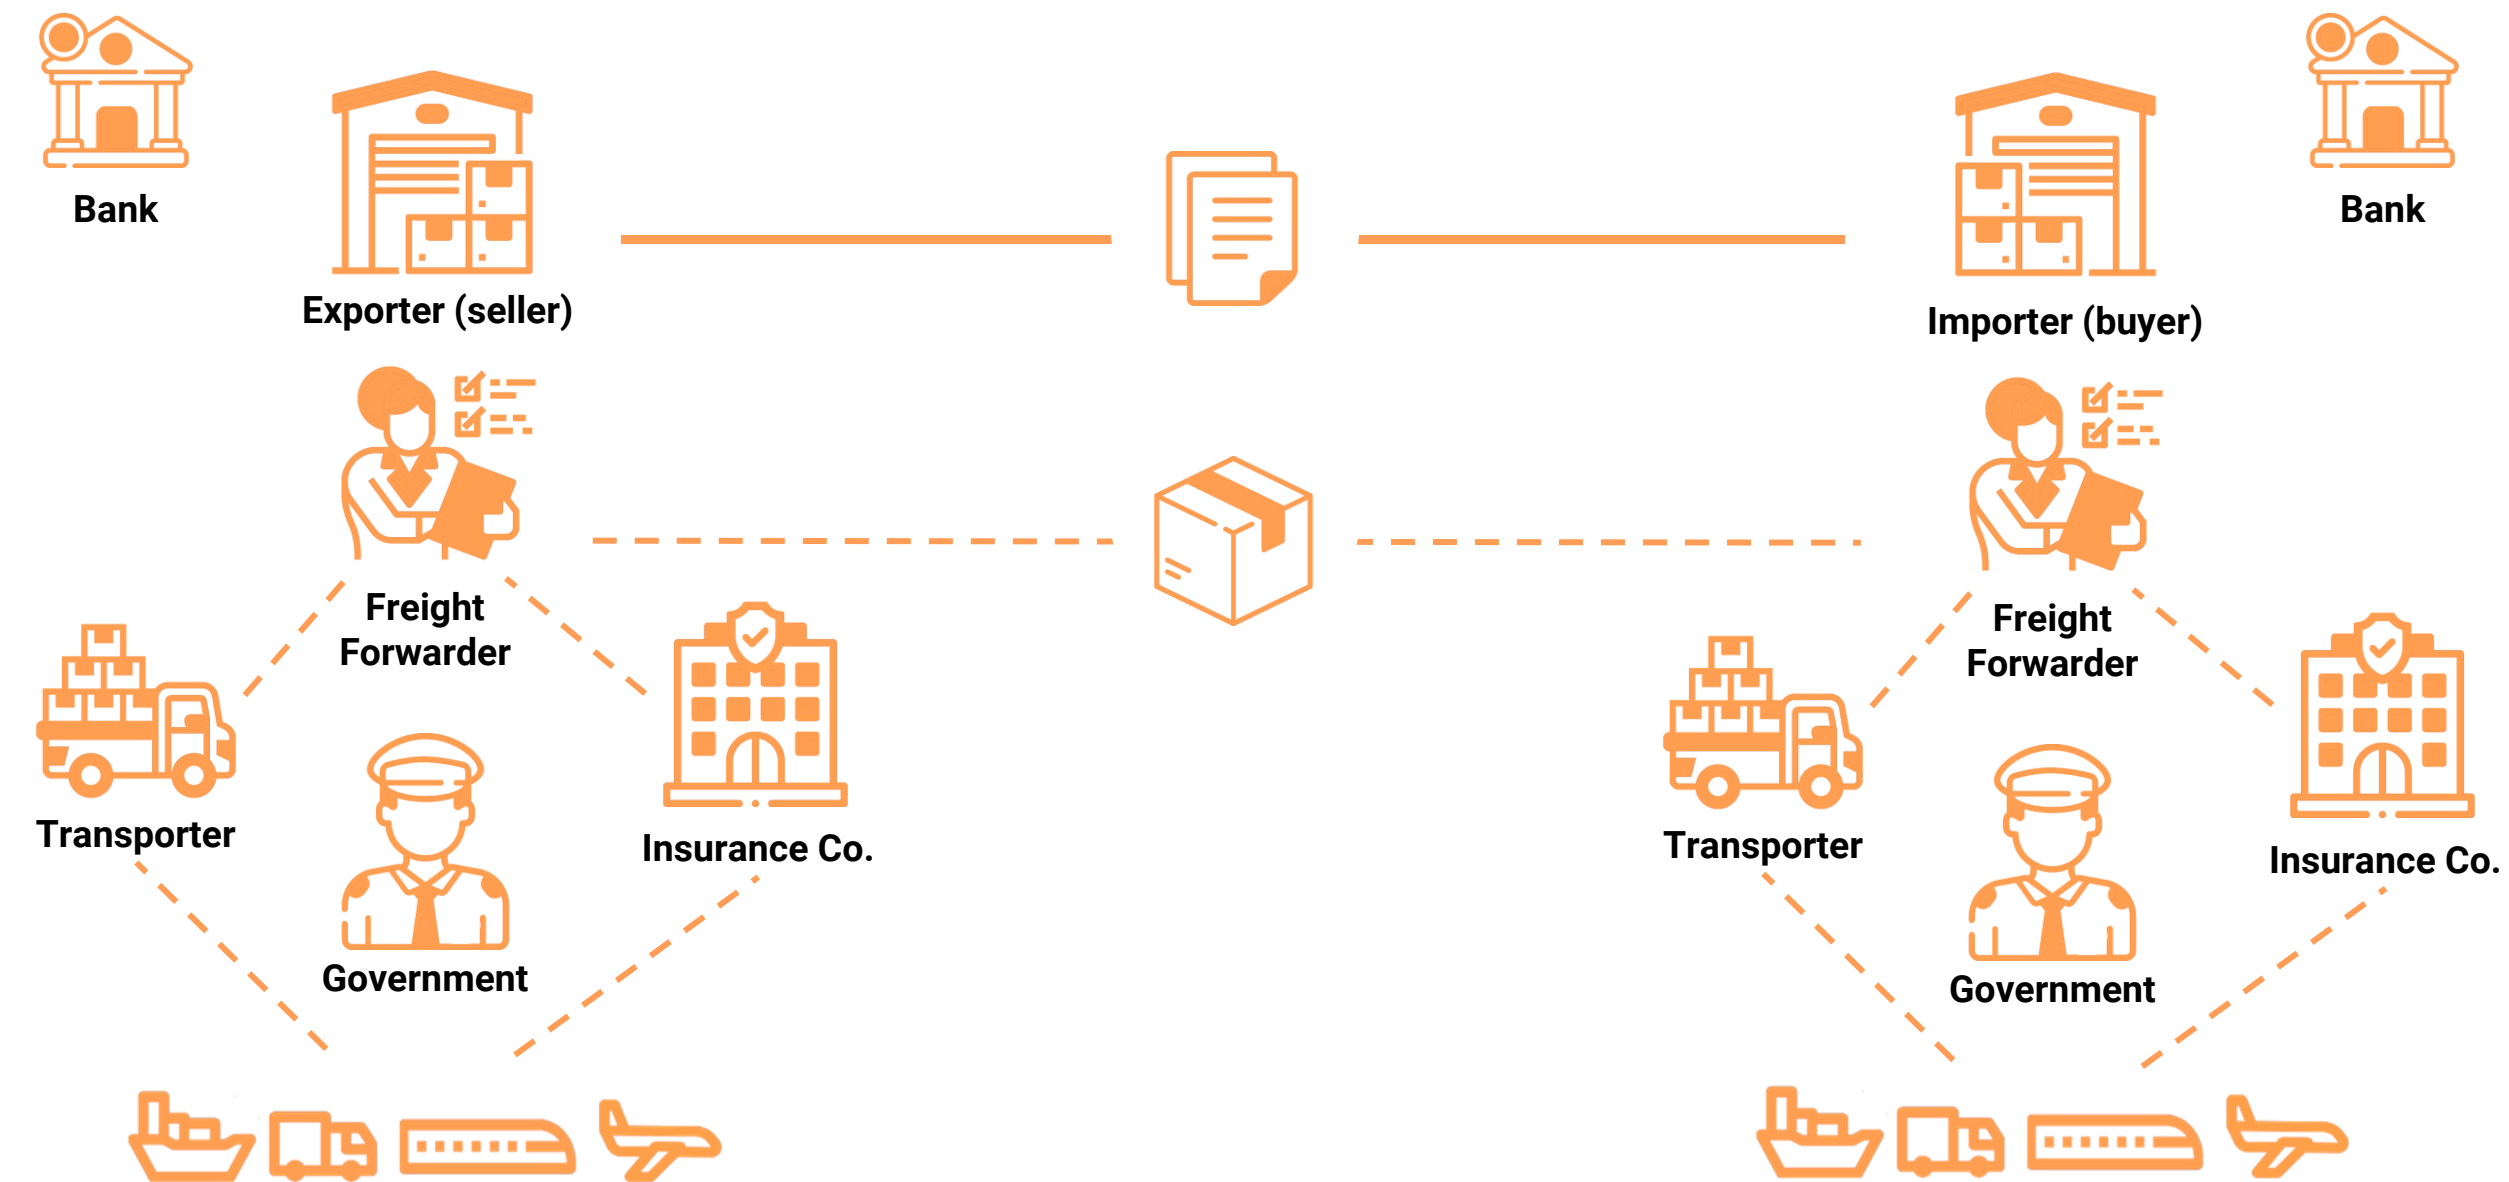 Bank
Bank
Exporter (seller)
Importer (buyer)
Freight
Forwarder
Freight
Forwarder
Transporter
Insurance Co.
Transporter
Insurance Co.
Government
Government